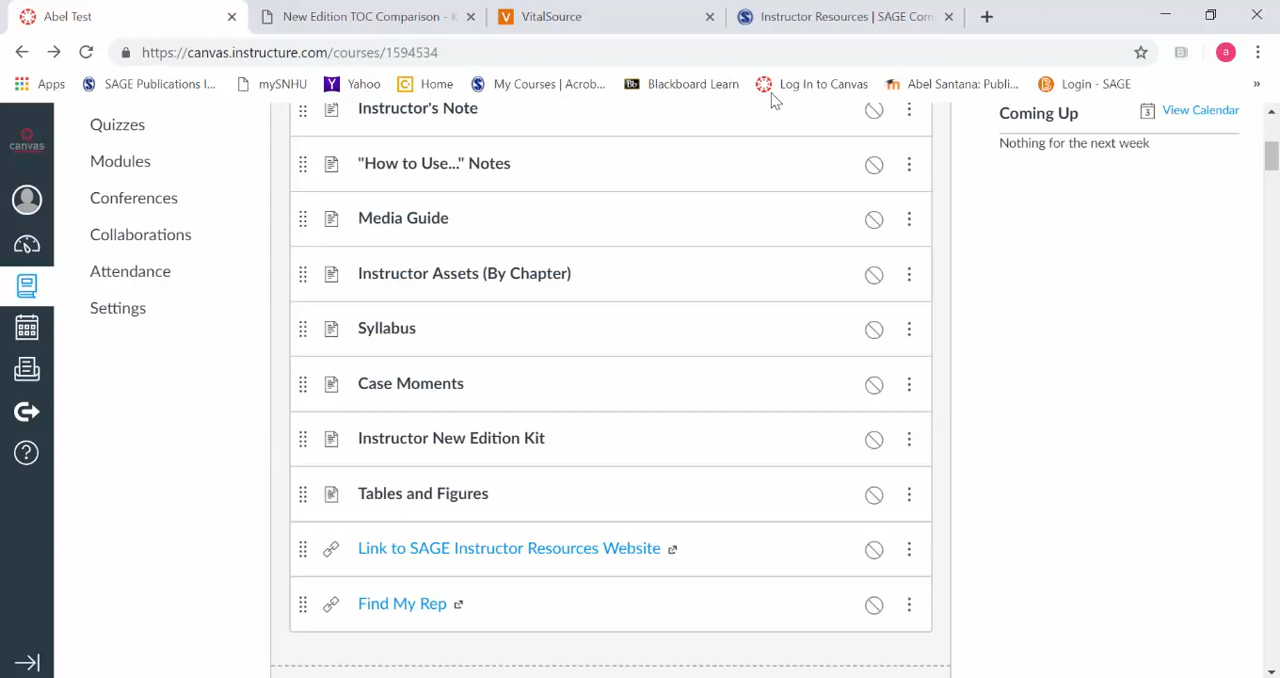 Abel Test
New Edition TOC Comparison - K
VitalSource
Instructor Resources | SAGE Com
https://canvas.instructure.com/courses/1594534
a
Apps
SAGE Publications I...
mySNHU
Yahoo
Home
My Courses | Acrob...
Bb
Blackboard Learn
Log In to Canvas
Abel Santana: Publi...
Login - SAGE
»
canvas
Quizzes
Modules
Conferences
Collaborations
Attendance
Settings
Instructor's Note
"How to Use..." Notes
Media Guide
Instructor Assets (By Chapter)
Syllabus
Case Moments
Instructor New Edition Kit
Tables and Figures
Link to SAGE Instructor Resources Website
Find My Rep
Coming Up
3 View Calendar
Nothing for the next week